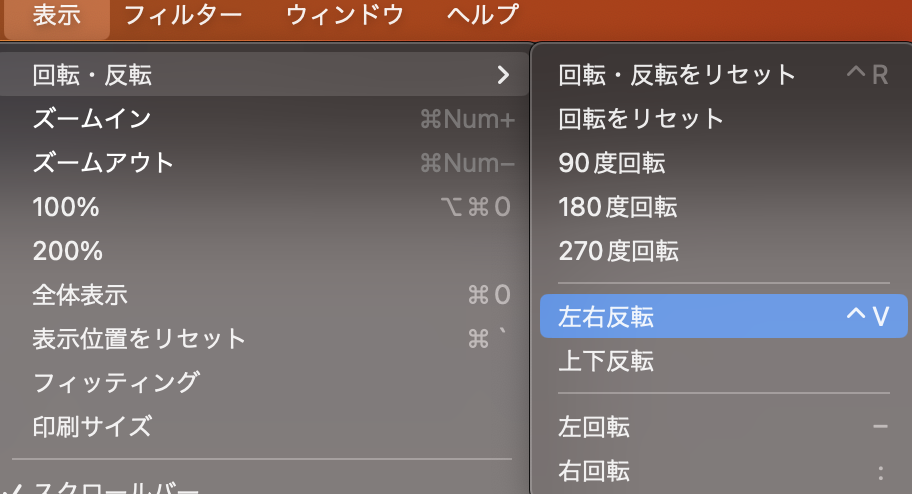 表示 フィルター ウィンドウ ヘルプ
回転・反転
ズームイン ⌘Num+
ズームアウト ⌘Num−
100% ⌥⌘0
200%
全体表示 ⌘0
表示位置をリセット ⌘`
フィッティング
印刷サイズ
✓ スクロールバー
回転・反転をリセット ^R
回転をリセット
90度回転
180度回転
270度回転
左右反転 ^V
上下反転
左回転 −
右回転 :